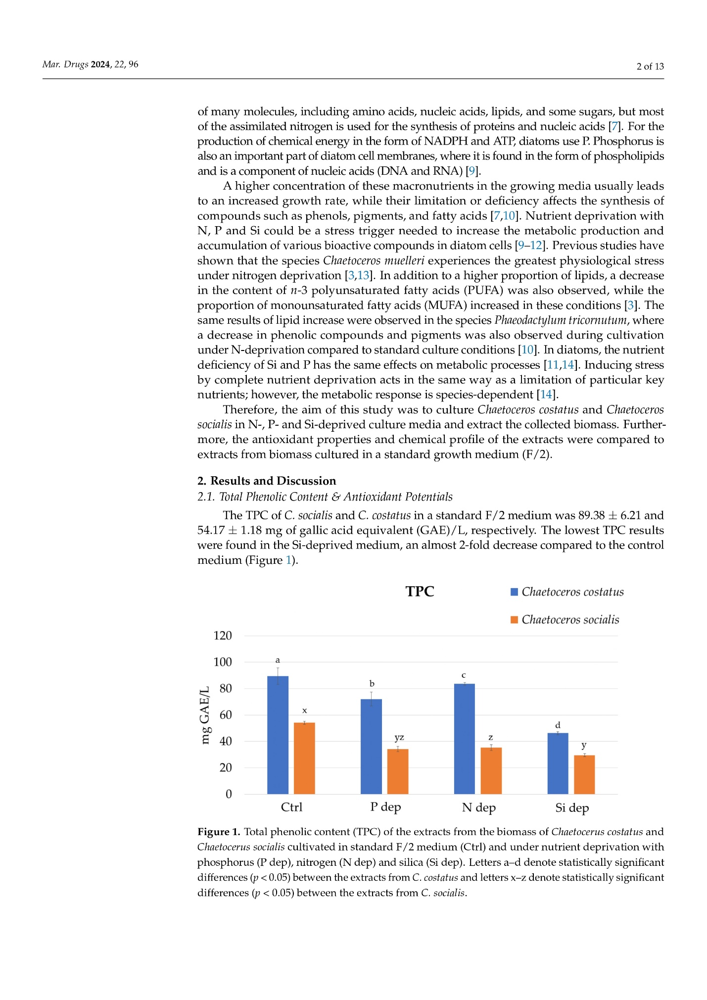 Mar. Drugs 2024, 22, 96
2 of 13
of many molecules, including amino acids, nucleic acids, lipids, and some sugars, but most
of the assimilated nitrogen is used for the synthesis of proteins and nucleic acids [7]. For the
production of chemical energy in the form of NADPH and ATP, diatoms use P. Phosphorus is
also an important part of diatom cell membranes, where it is found in the form of phospholipids
and is a component of nucleic acids (DNA and RNA) [9].
A higher concentration of these macronutrients in the growing media usually leads
to an increased growth rate, while their limitation or deficiency affects the synthesis of
compounds such as phenols, pigments, and fatty acids [7,10]. Nutrient deprivation with
N, P and Si could be a stress trigger needed to increase the metabolic production and
accumulation of various bioactive compounds in diatom cells [9–12]. Previous studies have
shown that the species Chaetoceros muelleri experiences the greatest physiological stress
under nitrogen deprivation [3,13]. In addition to a higher proportion of lipids, a decrease
in the content of n-3 polyunsaturated fatty acids (PUFA) was also observed, while the
proportion of monounsaturated fatty acids (MUFA) increased in these conditions [3]. The
same results of lipid increase were observed in the species Phaeodactylum tricornutum, where
a decrease in phenolic compounds and pigments was also observed during cultivation
under N-deprivation compared to standard culture conditions [10]. In diatoms, the nutrient
deficiency of Si and P has the same effects on metabolic processes [11,14]. Inducing stress
by complete nutrient deprivation acts in the same way as a limitation of particular key
nutrients; however, the metabolic response is species-dependent [14].
Therefore, the aim of this study was to culture Chaetoceros costatus and Chaetoceros
socialis in N-, P- and Si-deprived culture media and extract the collected biomass. Further-
more, the antioxidant properties and chemical profile of the extracts were compared to
extracts from biomass cultured in a standard growth medium (F/2).
2. Results and Discussion
2.1. Total Phenolic Content & Antioxidant Potentials
The TPC of C. socialis and C. costatus in a standard F/2 medium was 89.38 ± 6.21 and
54.17 ± 1.18 mg of gallic acid equivalent (GAE)/L, respectively. The lowest TPC results
were found in the Si-deprived medium, an almost 2-fold decrease compared to the control
medium (Figure 1).
TPC
Chaetoceros costatus
Chaetoceros socialis
mg GAE/L
120
100
80
60
40
20
0
a
x
b
yz
c
z
d
y
Ctrl
P dep
N dep
Si dep
Figure 1. Total phenolic content (TPC) of the extracts from the biomass of Chaetocerus costatus and
Chaetocerus socialis cultivated in standard F/2 medium (Ctrl) and under nutrient deprivation with
phosphorus (P dep), nitrogen (N dep) and silica (Si dep). Letters a–d denote statistically significant
differences (p < 0.05) between the extracts from C. costatus and letters x–z denote statistically significant
differences (p < 0.05) between the extracts from C. socialis.